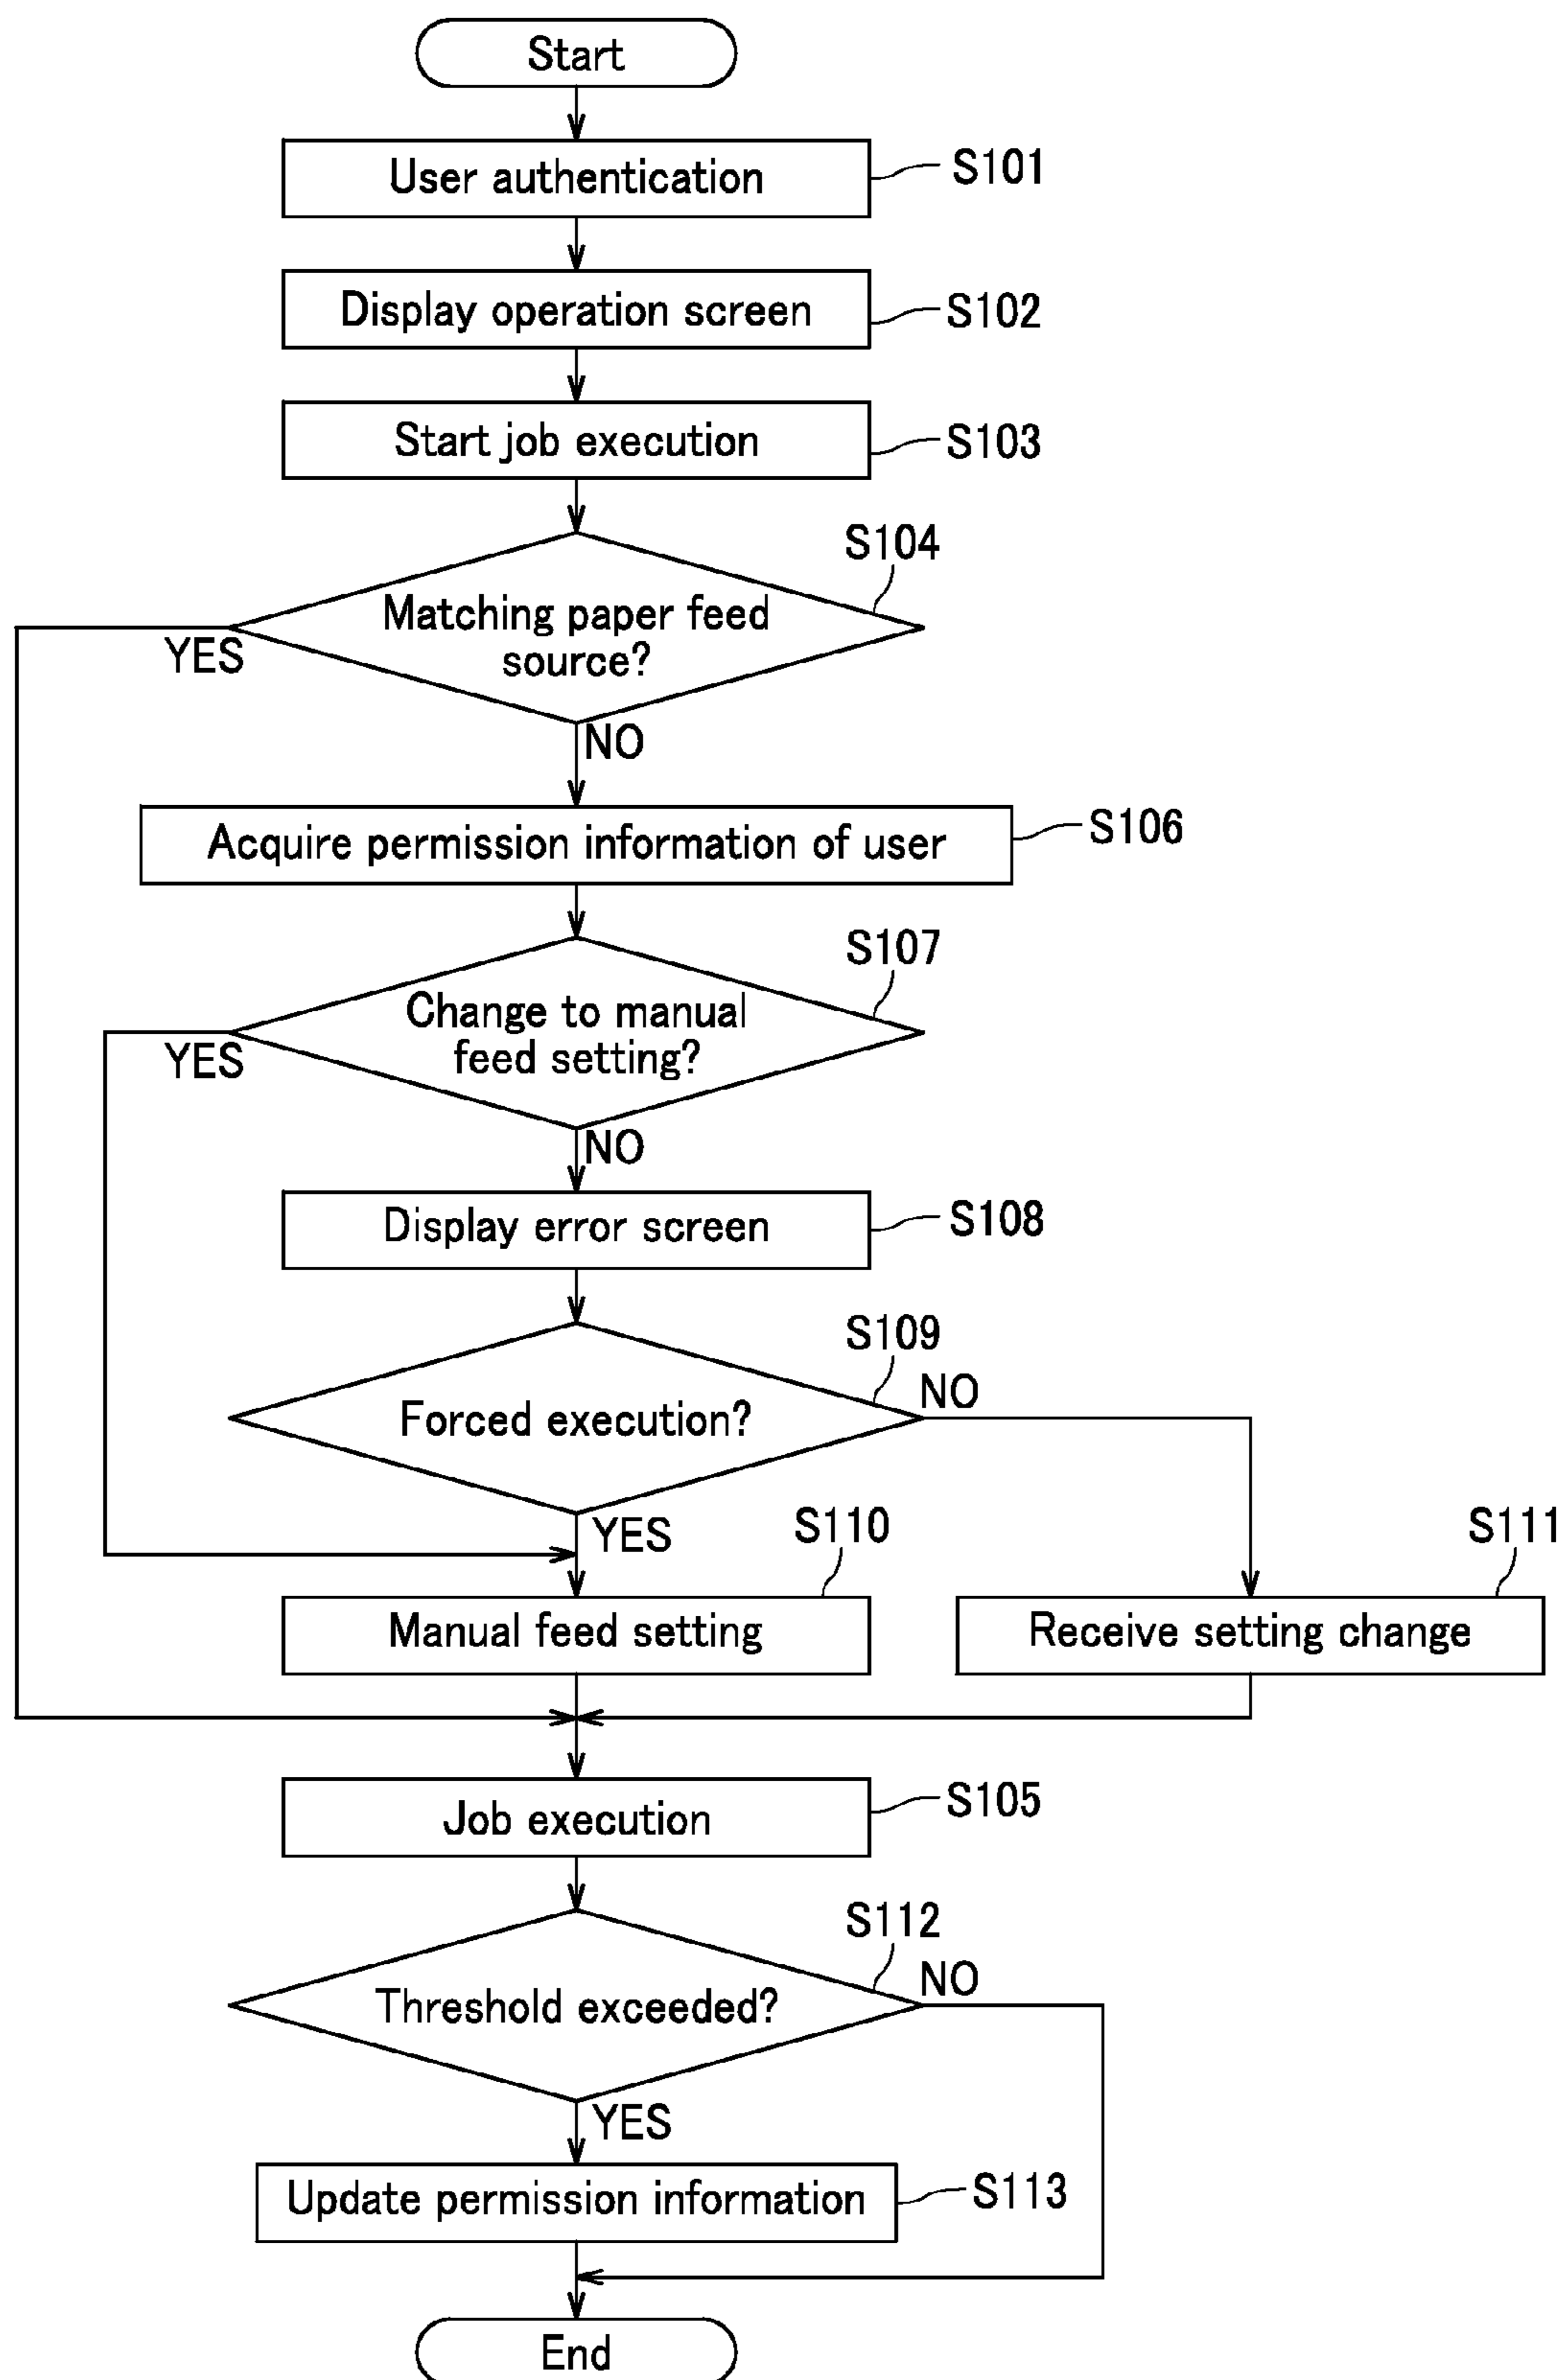 Start
User authentication
S101
Display operation screen
S102
Start job execution
S103
S104
Matching paper feed
source?
YES
NO
Acquire permission information of user
S106
S107
Change to manual
feed setting?
YES
NO
Display error screen
S108
S109
Forced execution?
NO
YES
S110
S111
Manual feed setting
Receive setting change
Job execution
S105
S112
Threshold exceeded?
NO
YES
Update permission information
S113
End